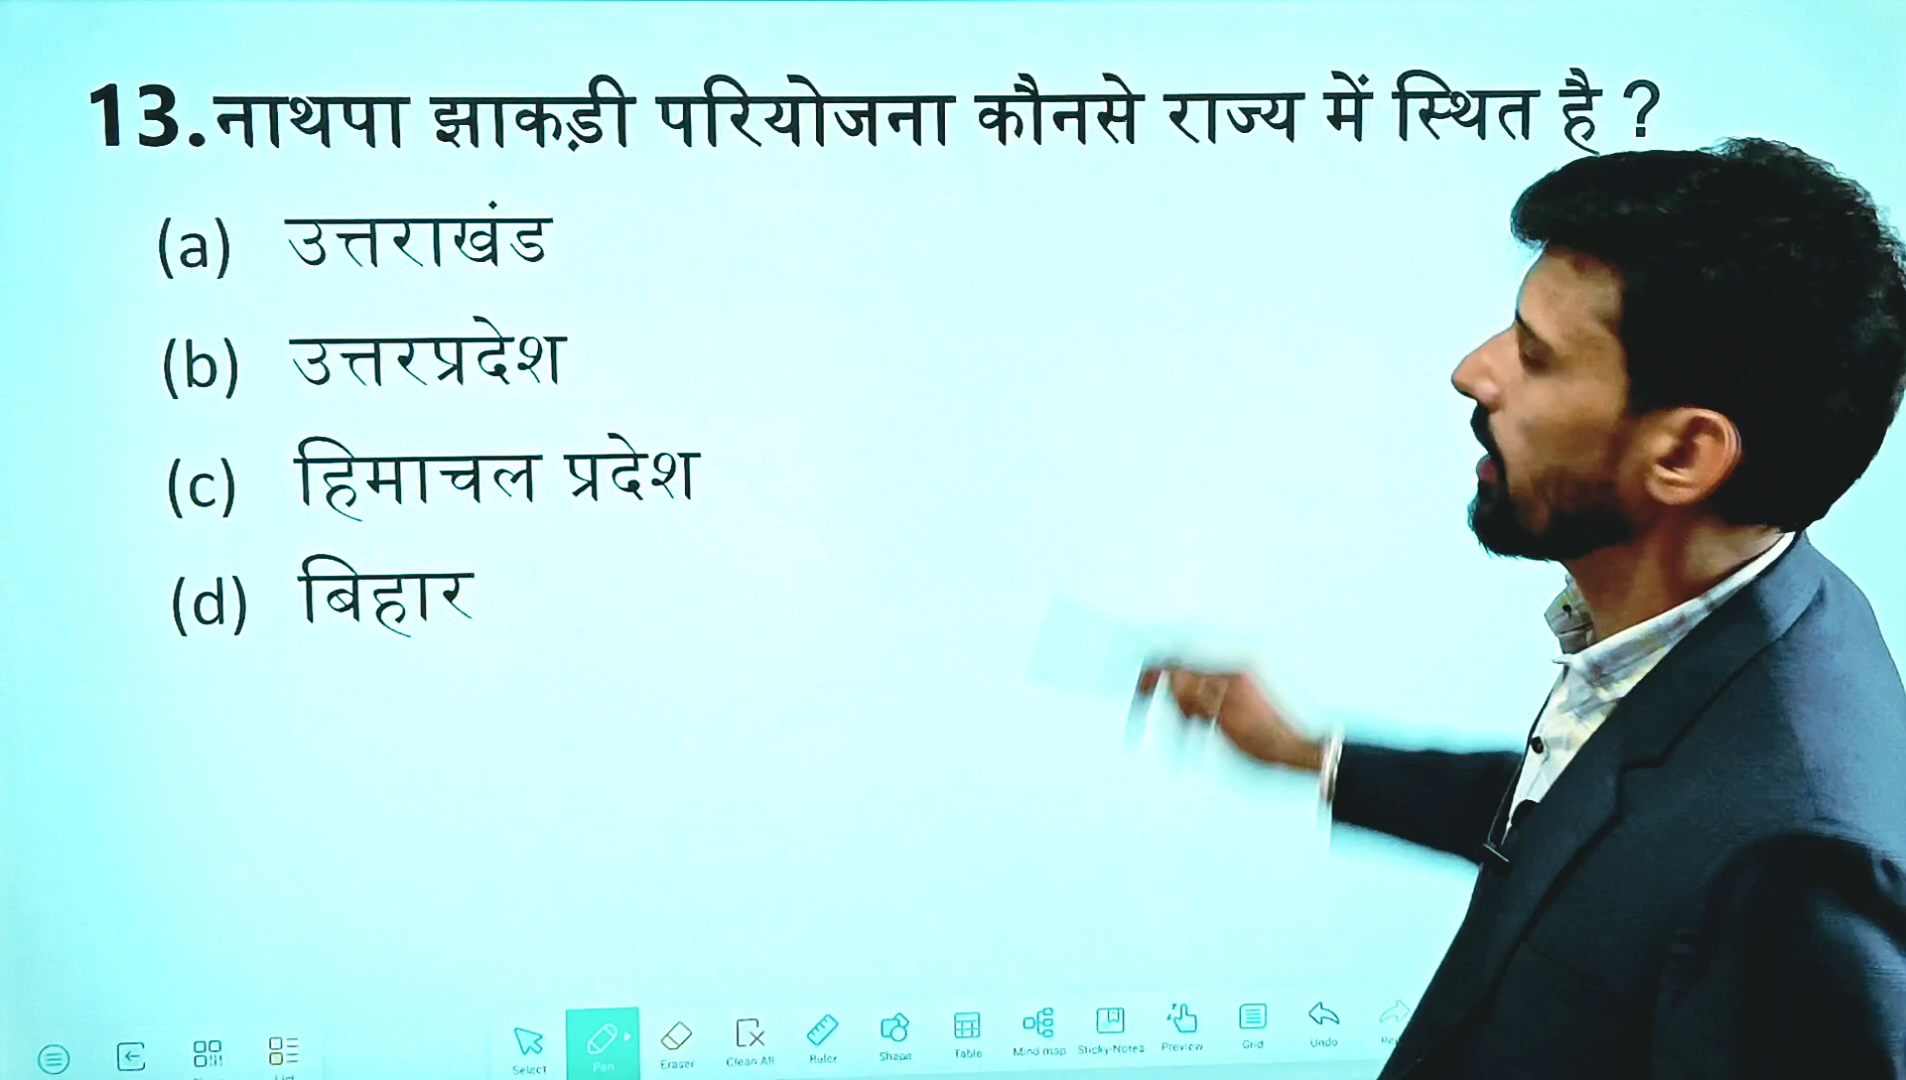 13.नाथपा झाकड़ी परियोजना कौनसे राज्य में स्थित है ?
(a) उत्तराखंड
(b) उत्तरप्रदेश
(c) हिमाचल प्रदेश
(d) बिहार
Select Pen Eraser Clean All Ruler Shape Table Mind map Sticky Notes Preview Grid Undo